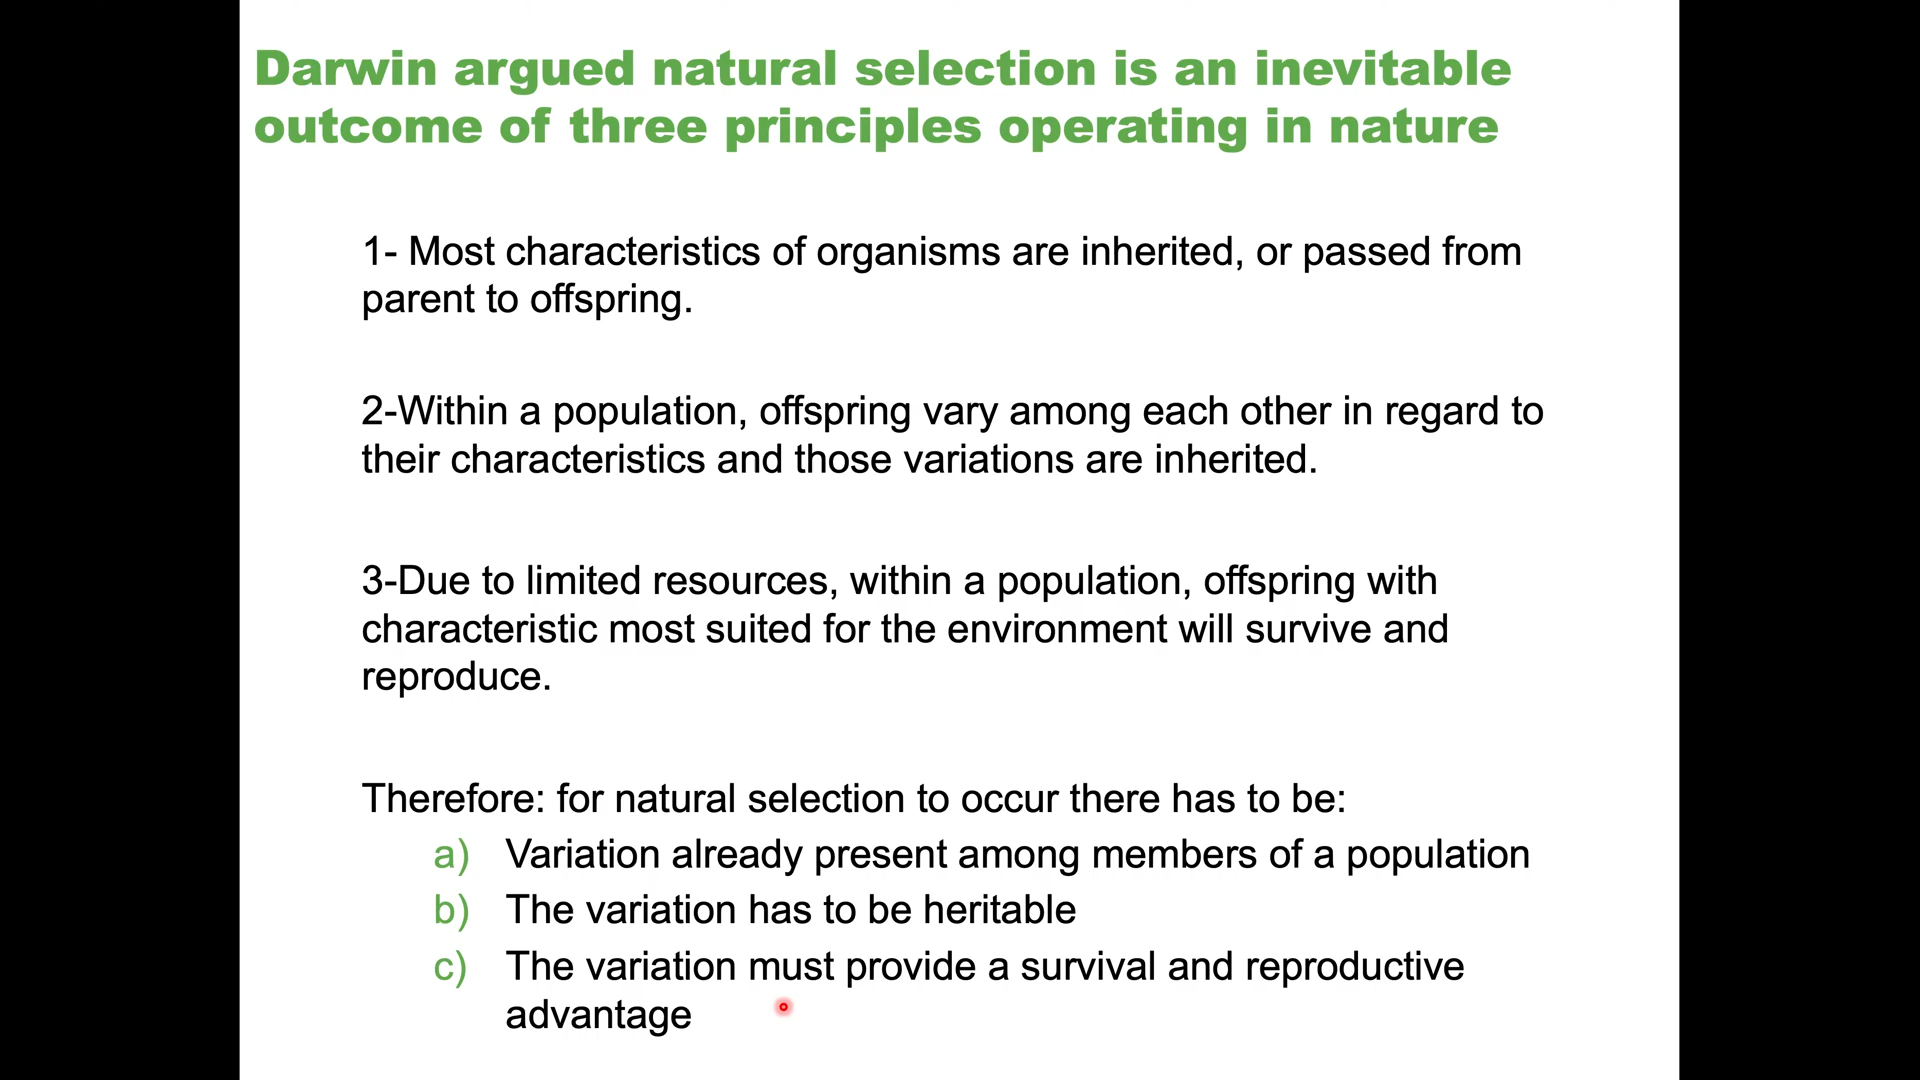 Darwin argued natural selection is an inevitable
outcome of three principles operating in nature
1- Most characteristics of organisms are inherited, or passed from
parent to offspring.
2-Within a population, offspring vary among each other in regard to
their characteristics and those variations are inherited.
3-Due to limited resources, within a population, offspring with
characteristic most suited for the environment will survive and
reproduce.
Therefore: for natural selection to occur there has to be:
a) Variation already present among members of a population
b) The variation has to be heritable
c) The variation must provide a survival and reproductive
advantage